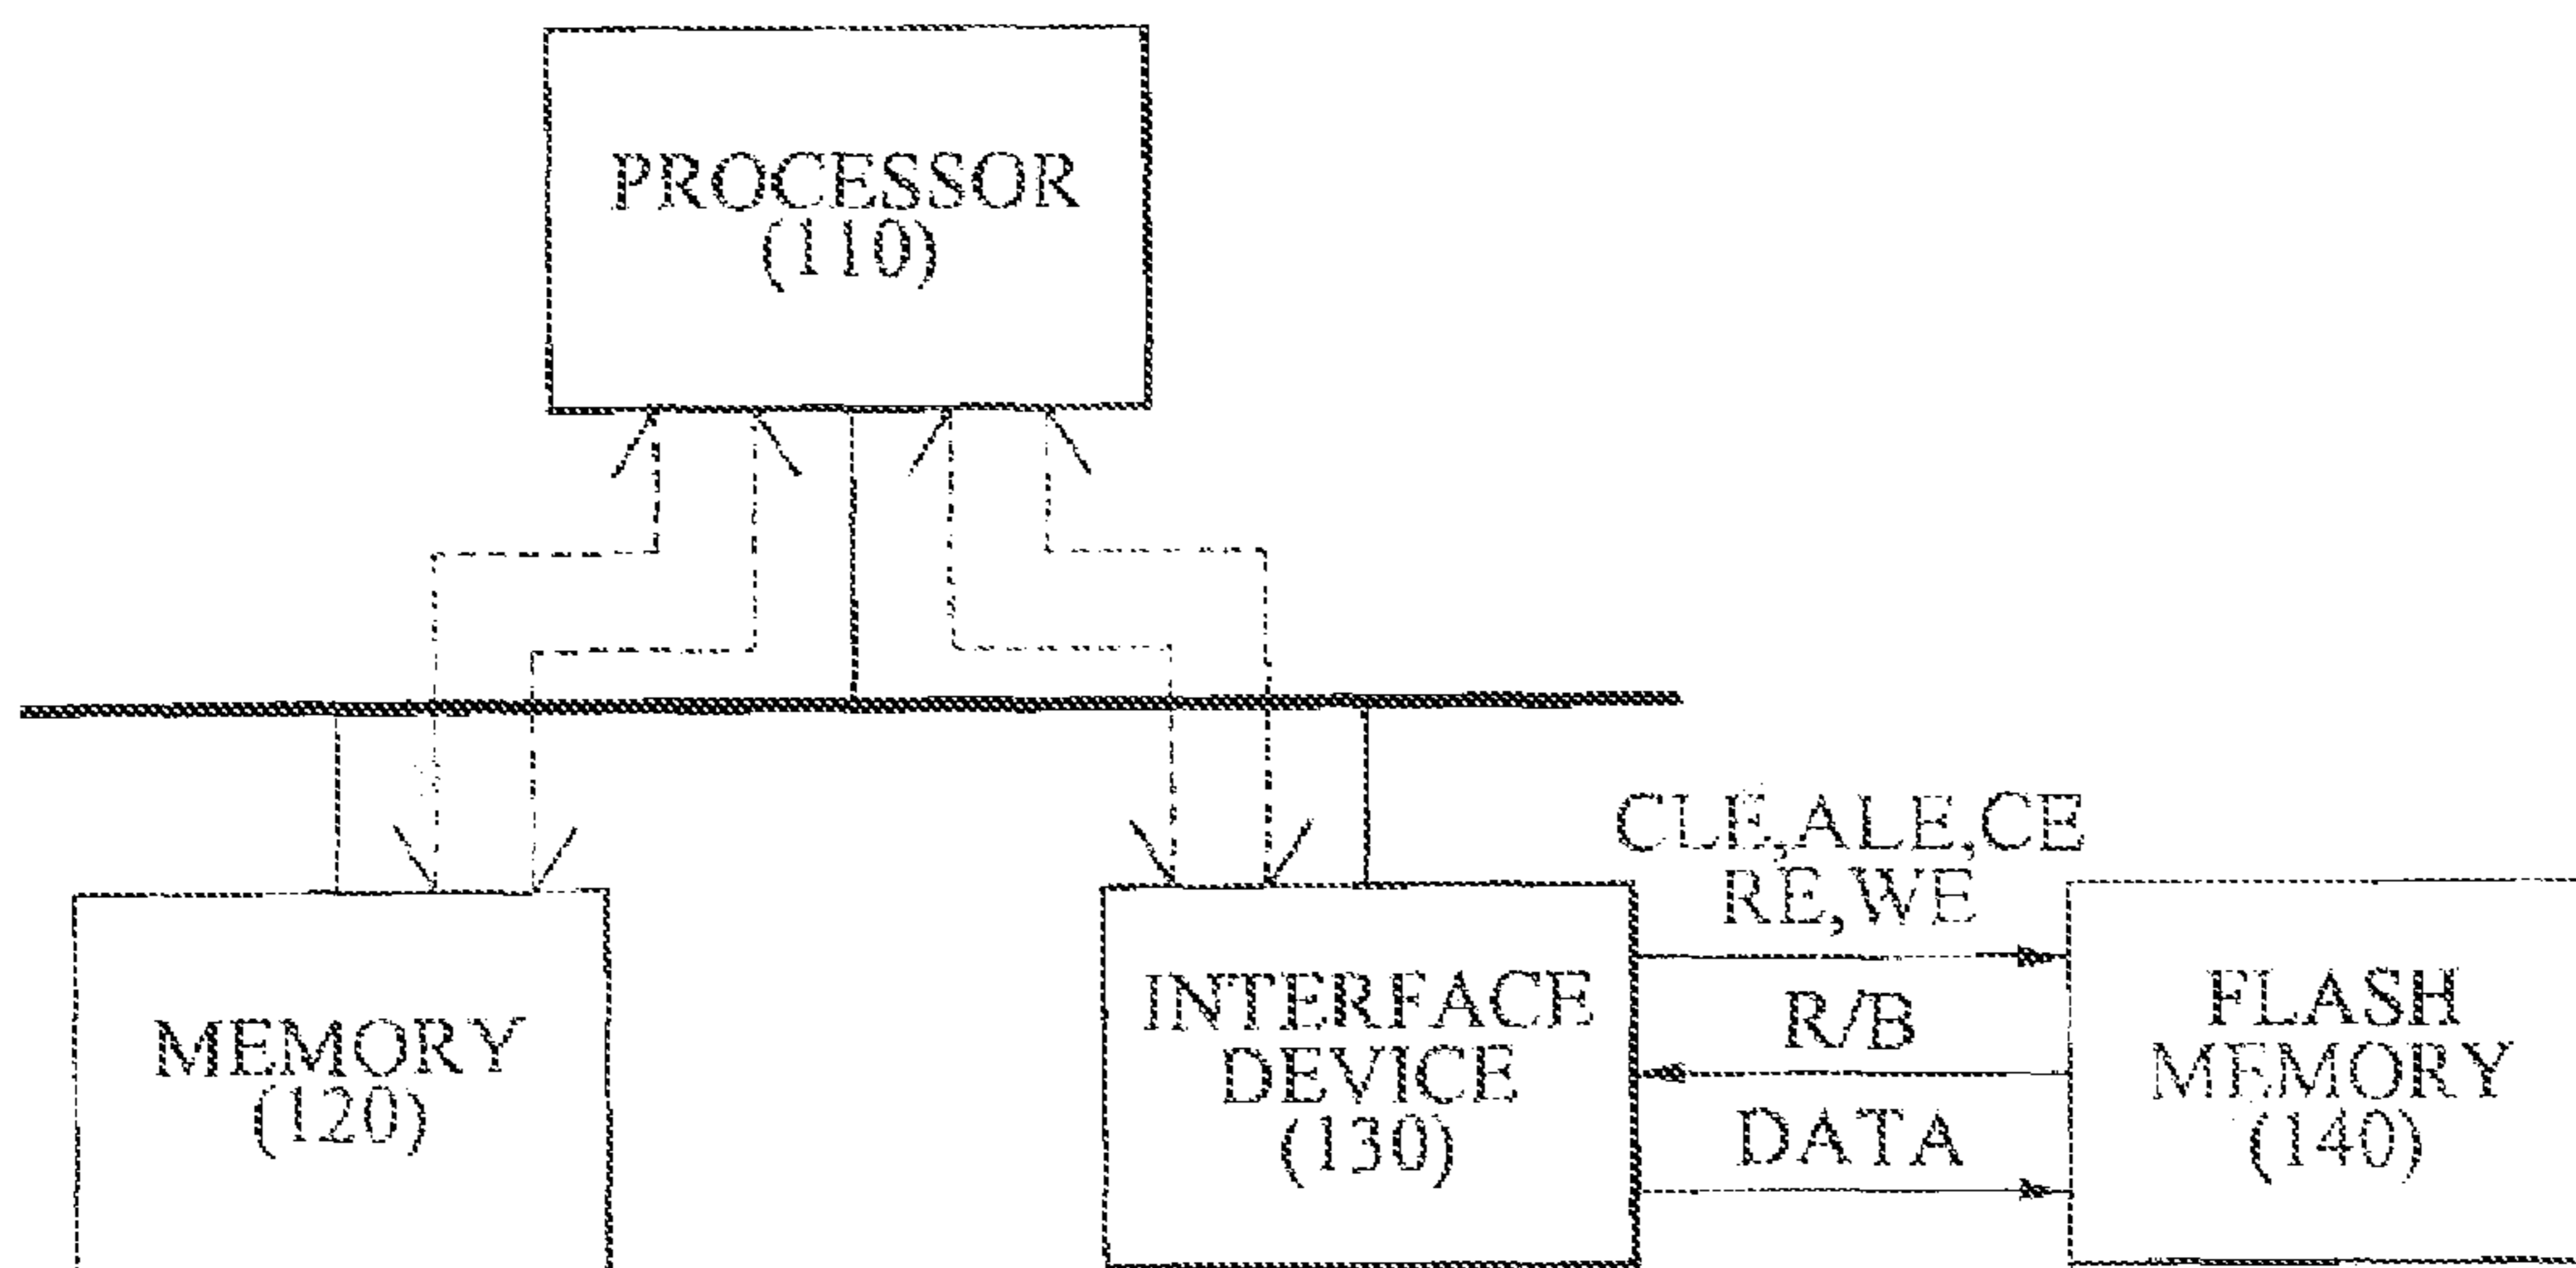 PROCESSOR
(110)
CLE,ALE,CE
RE,WE
MEMORY
(120)
INTERFACE
DEVICE
(130)
R/B
DATA
FLASH
MEMORY
(140)